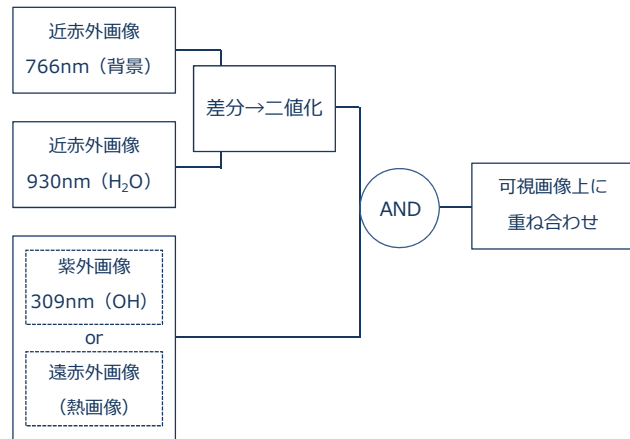 近赤外画像
766nm（背景）
差分→二値化
近赤外画像
930nm（H₂O）
AND
可視画像上に
重ね合わせ
紫外画像
309nm（OH）
or
遠赤外画像
（熱画像）